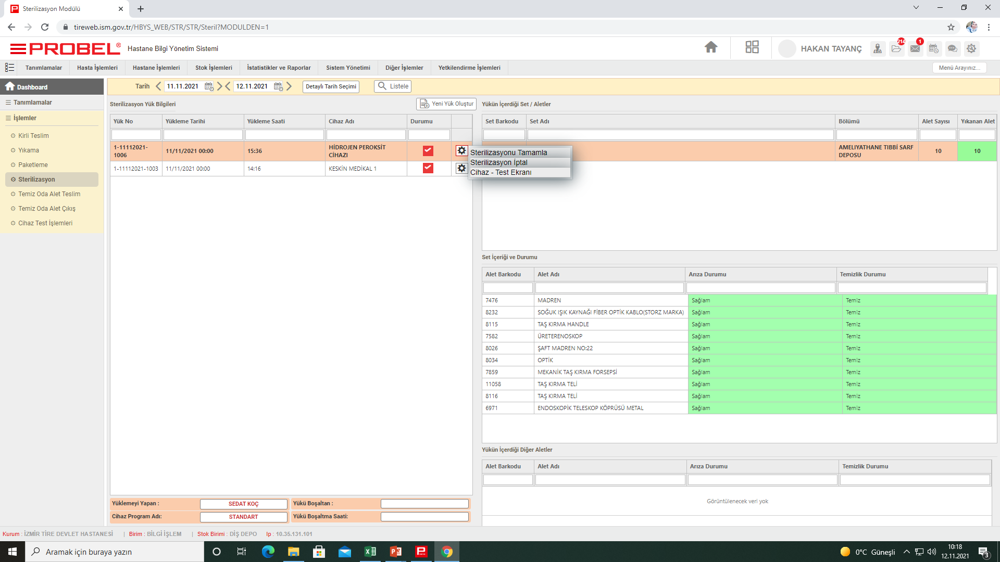 Sterilizasyon Modülü
tireweb.ism.gov.tr/HBYS_WEB/STR/STR/Steril?MODULDEN=1
PROBEL® Hastane Bilgi Yönetim Sistemi
HAKAN TAYANÇ 214 1
Tanımlamalar Hasta İşlemleri Hastane İşlemleri Stok İşlemleri İstatistikler ve Raporlar Sistem Yönetimi Diğer İşlemler Yetkilendirme İşlemleri Menü Arayınız...
Dashboard
Tanımlamalar
İşlemler
Kirli Teslim
Yıkama
Paketleme
Sterilizasyon
Temiz Oda Alet Teslim
Temiz Oda Alet Çıkış
Cihaz Test İşlemleri
Tarih 11.11.2021 12.11.2021 Detaylı Tarih Seçimi Listele
Sterilizasyon Yük Bilgileri Yeni Yük Oluştur
Yük No Yükleme Tarihi Yükleme Saati Cihaz Adı Durumu
1-11112021-1006 11/11/2021 00:00 15:36 HİDROJEN PEROKSİT CİHAZI
1-11112021-1003 11/11/2021 00:00 14:16 KESKİN MEDİKAL 1
Sterilizasyonu Tamamla
Sterilizasyon İptal
Cihaz - Test Ekranı
Yüklemeyi Yapan : SEDAT KOÇ Yükü Boşaltan :
Cihaz Program Adı: STANDART Yükü Boşaltma Saati:
Yükün İçerdiği Set / Aletler
Set Barkodu Set Adı Bölümü Alet Sayısı Yıkanan Alet
AMELIYATHANE TIBBİ SARF DEPOSU 10 10
Set İçeriği ve Durumu
Alet Barkodu Alet Adı Arıza Durumu Temizlik Durumu
7476 MADREN Sağlam Temiz
8232 SOĞUK IŞIK KAYNAĞI FİBER OPTİK KABLO(STORZ MARKA) Sağlam Temiz
8115 TAŞ KIRMA HANDLE Sağlam Temiz
7582 ÜRETERENOSKOP Sağlam Temiz
8026 ŞAFT MADREN NO:22 Sağlam Temiz
8034 OPTİK Sağlam Temiz
7859 MEKANİK TAŞ KIRMA FORSEPSİ Sağlam Temiz
11058 TAŞ KIRMA TELİ Sağlam Temiz
8116 TAŞ KIRMA TELİ Sağlam Temiz
6971 ENDOSKOPİK TELESKOP KÖPRÜSÜ METAL Sağlam Temiz
Yükün İçerdiği Diğer Aletler
Alet Barkodu Alet Adı Arıza Durumu Temizlik Durumu
Görüntülenecek veri yok
Kurum : İZMİR TİRE DEVLET HASTANESİ | Birim : BİLGİ İŞLEM | Stok Birimi : DİŞ DEPO Ip : 10.35.131.101
Aramak için buraya yazın
0°C Güneşli
10:18
12.11.2021
3